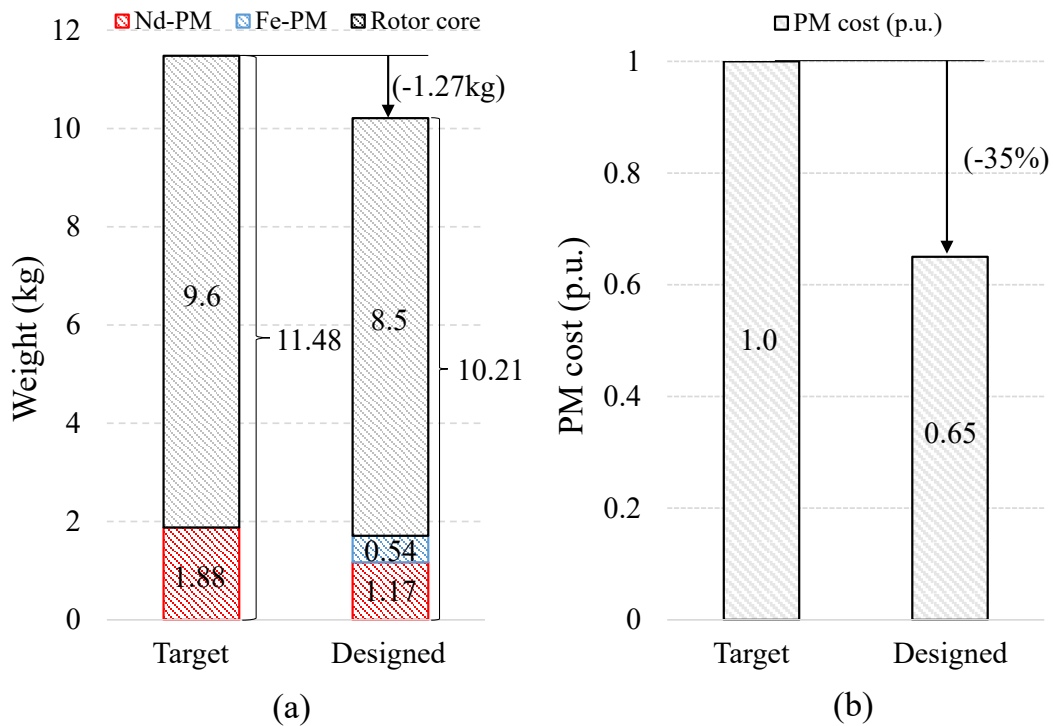 Nd-PM Fe-PM Rotor core
12
10
8
6
4
2
0
Weight (kg)
(-1.27kg)
9.6
8.5
11.48
10.21
0.54
1.88
1.17
Target Designed
(a)
PM cost (p.u.)
1
0.8
0.6
0.4
0.2
0
PM cost (p.u.)
(-35%)
1.0
0.65
Target Designed
(b)